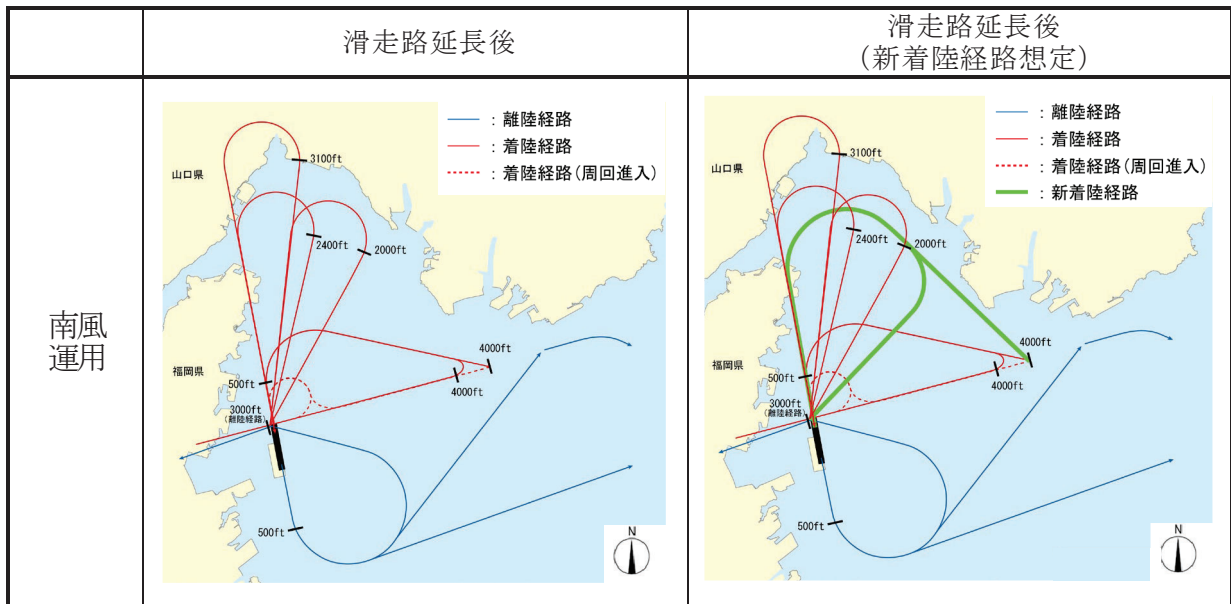 滑走路延長後
滑走路延長後
(新着陸経路想定)
南風
運用
: 離陸経路
: 着陸経路
: 着陸経路(周回進入)
山口県
3100ft
2400ft
2000ft
福岡県
500ft
4000ft
4000ft
3000ft
(離陸経路)
500ft
N
: 離陸経路
: 着陸経路
: 着陸経路(周回進入)
: 新着陸経路
山口県
3100ft
2400ft
2000ft
福岡県
500ft
4000ft
4000ft
3000ft
(離陸経路)
500ft
N